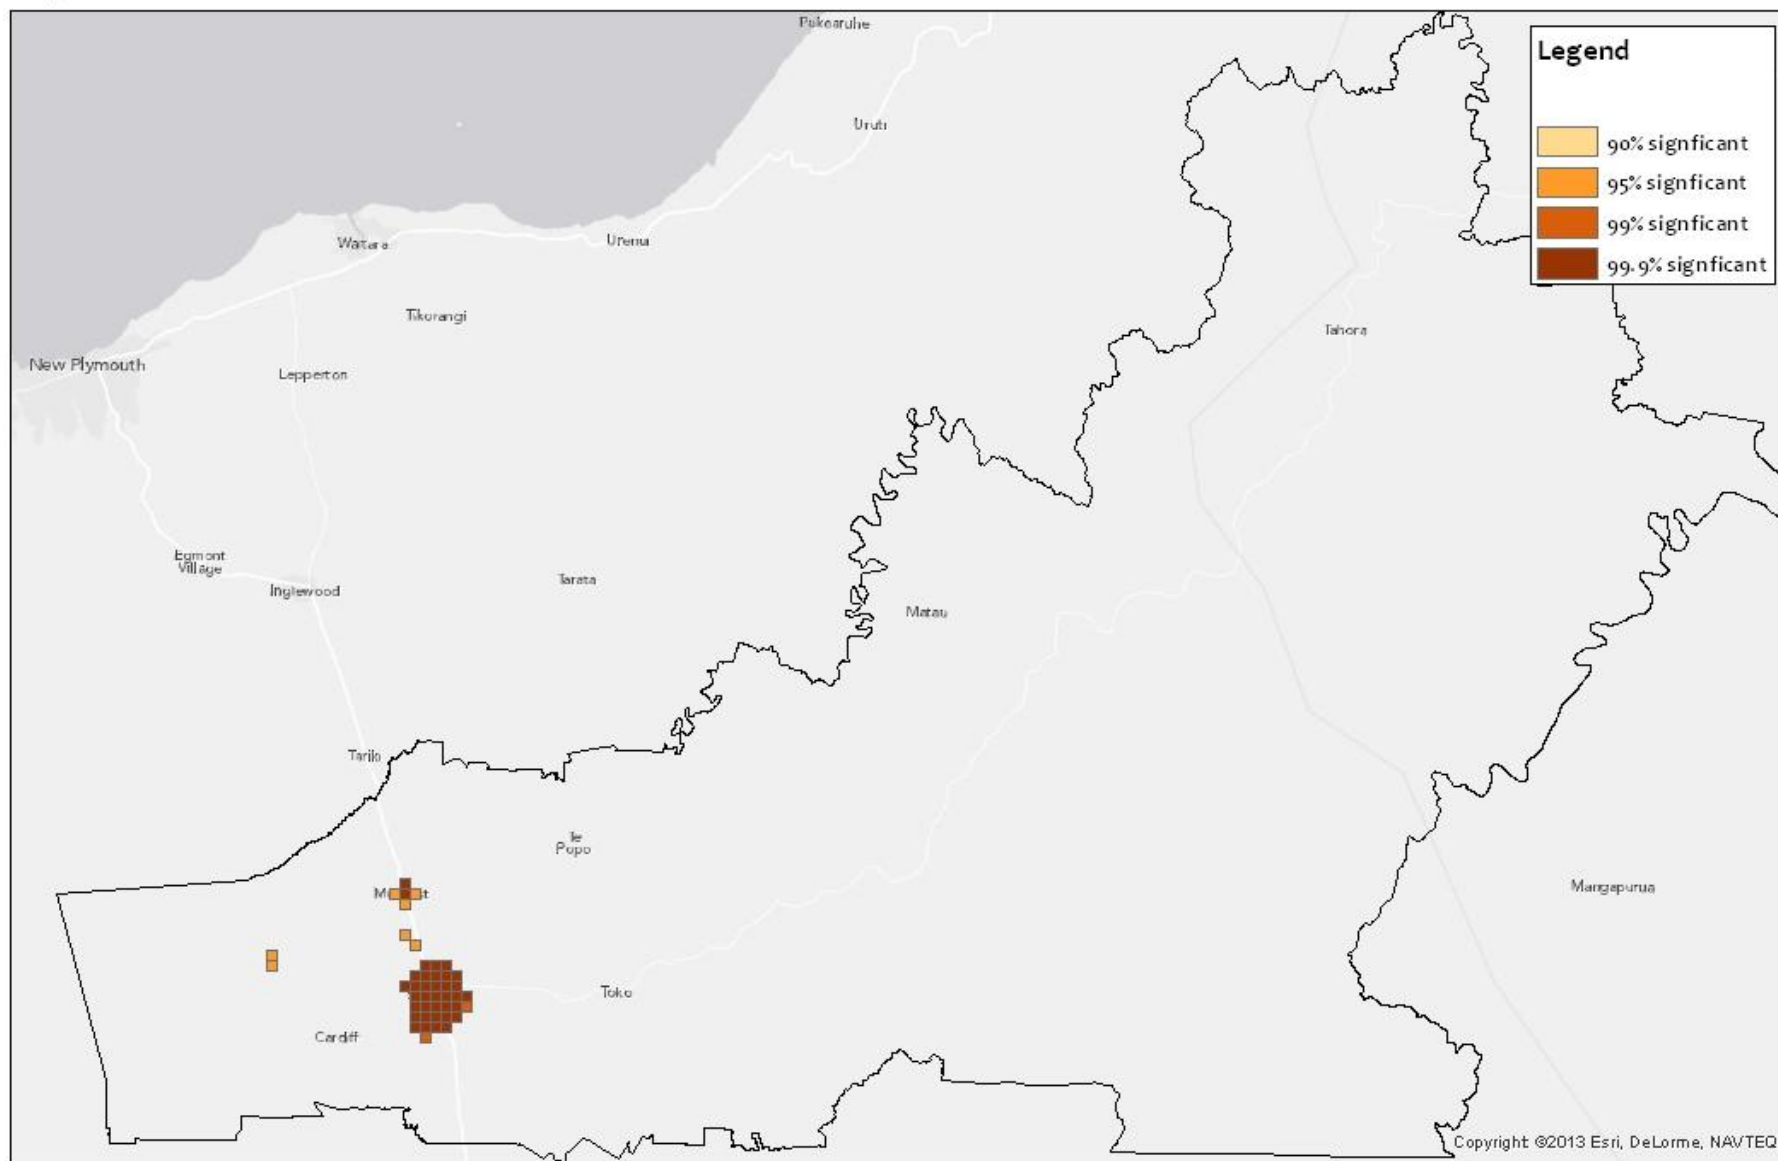 Pukearuhe
Legend
Uruti
90% signficant
95% signficant
99% signficant
99.9% signficant
Waitara
Urenui
Tikorangi
Tahora
New Plymouth
Lepperton
Egmont
Village
Inglewood
Tarata
Matau
Tariki
Te
Popo
Mangapurua
Toko
Cardiff
Copyright ©2013 Esri, DeLorme, NAVTEQ